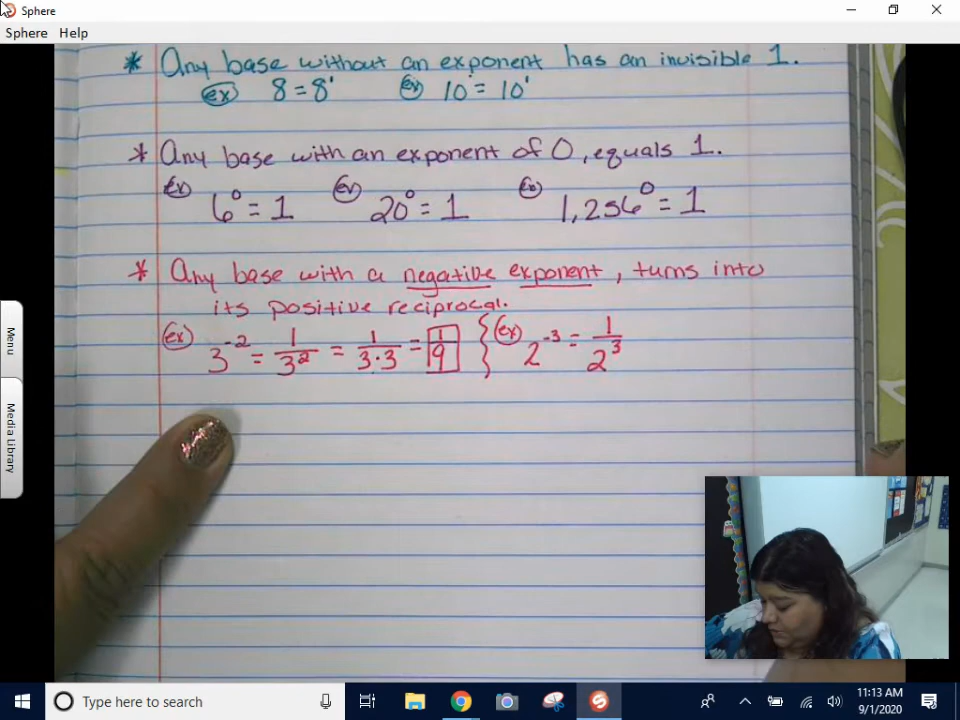 Sphere
Sphere Help
* Any base without an exponent has an invisible 1.
ex 8 = 8¹ ex 10 = 10¹
* Any base with an exponent of 0, equals 1.
ex 6⁰ = 1 ex 20⁰ = 1 ex 1,256⁰ = 1
* Any base with a negative exponent, turns into
its positive reciprocal.
ex 3⁻² = 1/3² = 1/3·3 = 1/9 { ex 2⁻³ = 1/2³
Menu
Media Library
Type here to search
11:13 AM
9/1/2020